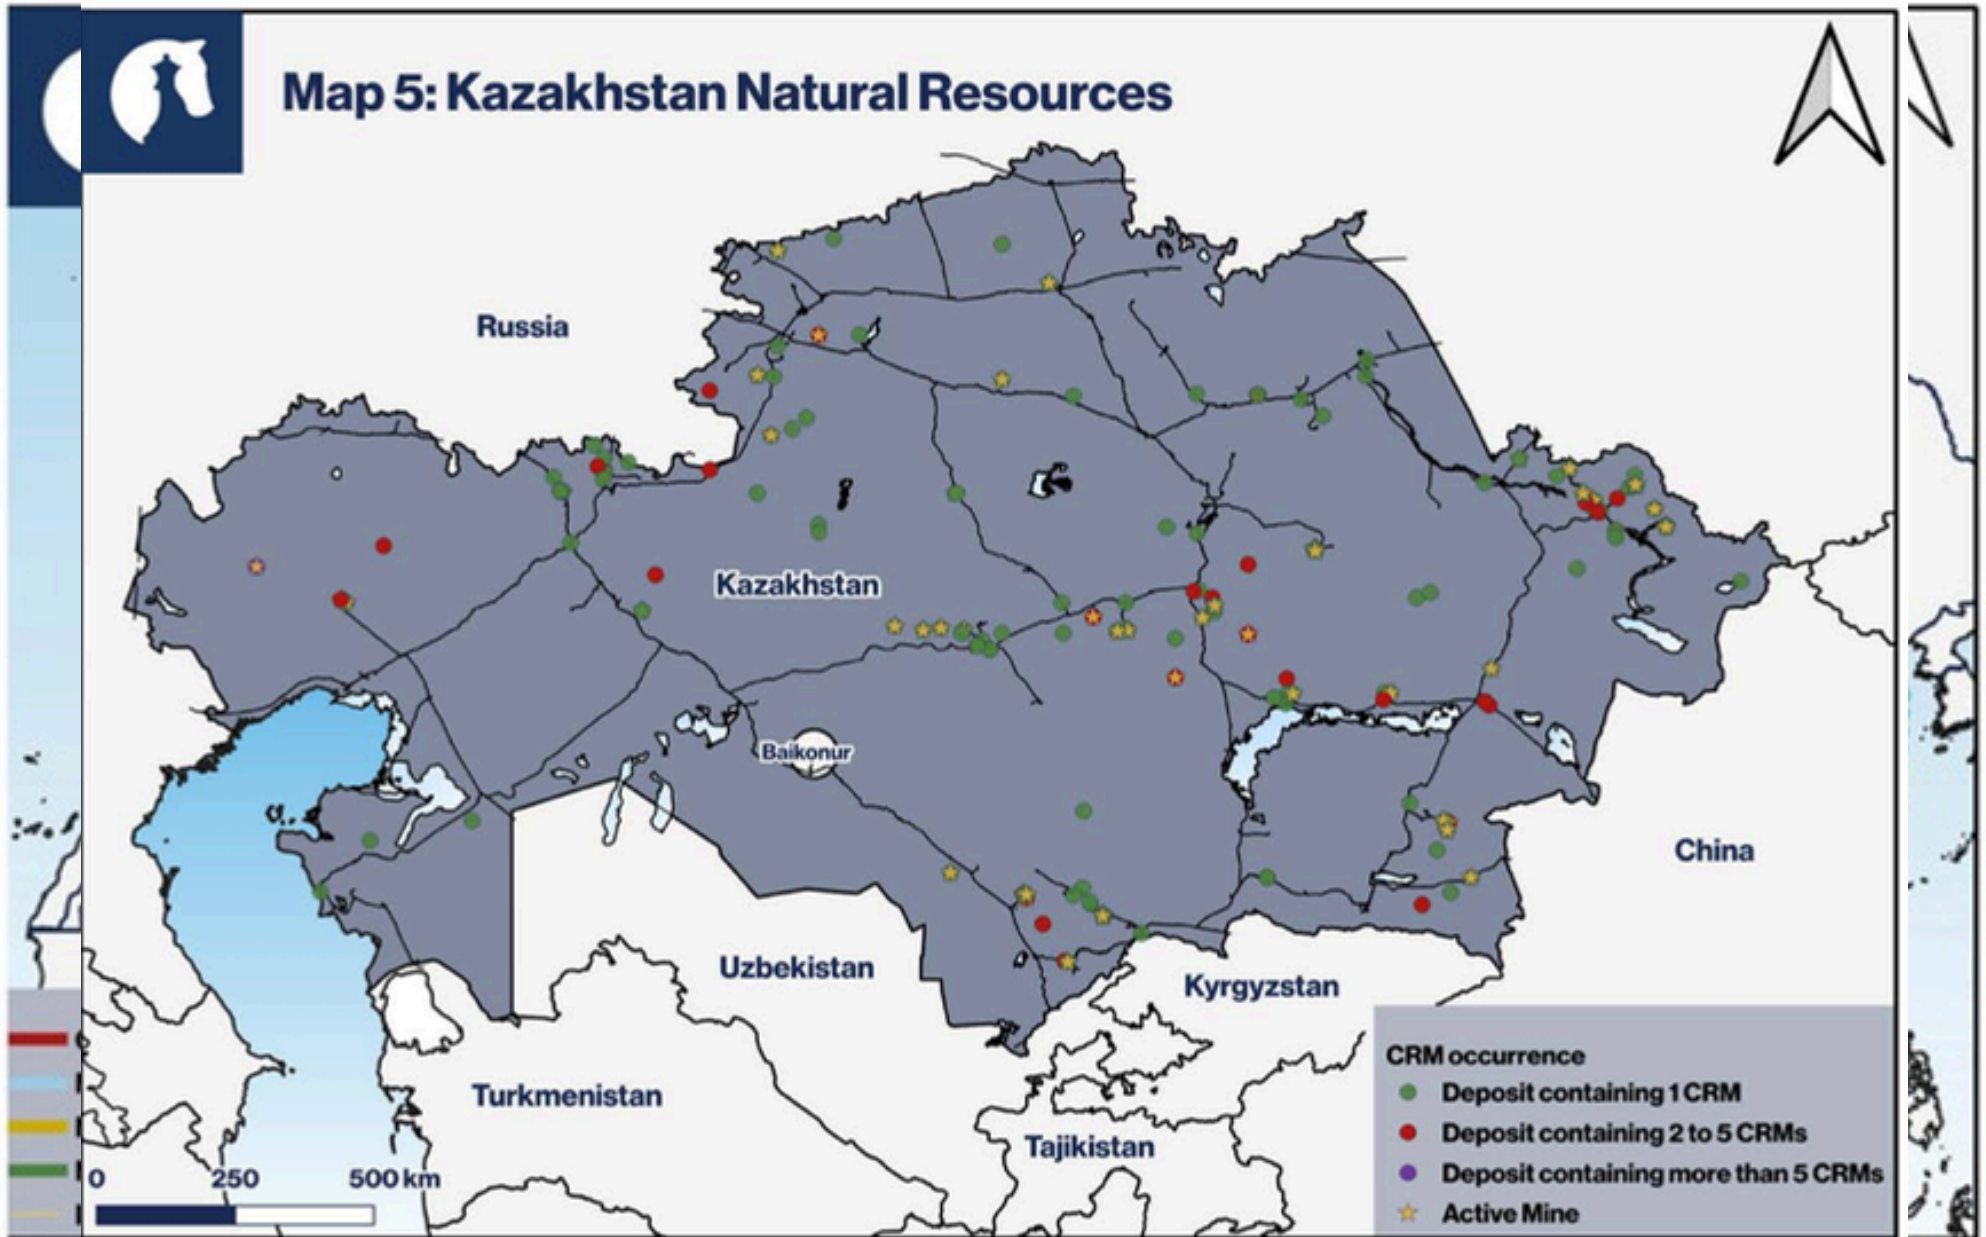 Map 5: Kazakhstan Natural Resources
Russia
Kazakhstan
Baikonur
China
Uzbekistan
Kyrgyzstan
Turkmenistan
Tajikistan
0 250 500 km
CRM occurrence
Deposit containing 1 CRM
Deposit containing 2 to 5 CRMs
Deposit containing more than 5 CRMs
Active Mine